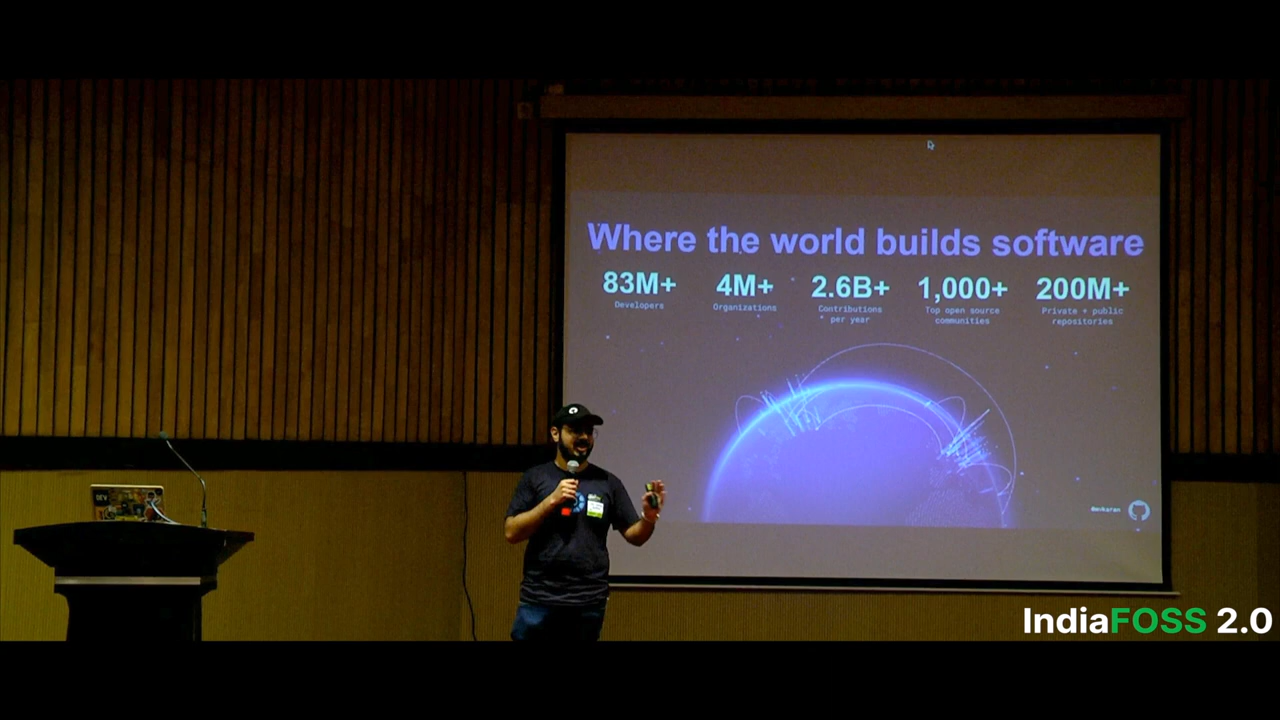 Where the world builds software
83M+ 4M+ 2.6B+ 1,000+ 200M+
Developers Organizations Contributions per year Top open source communities Private + public repositories
DEV
IndiaFOSS 2.0